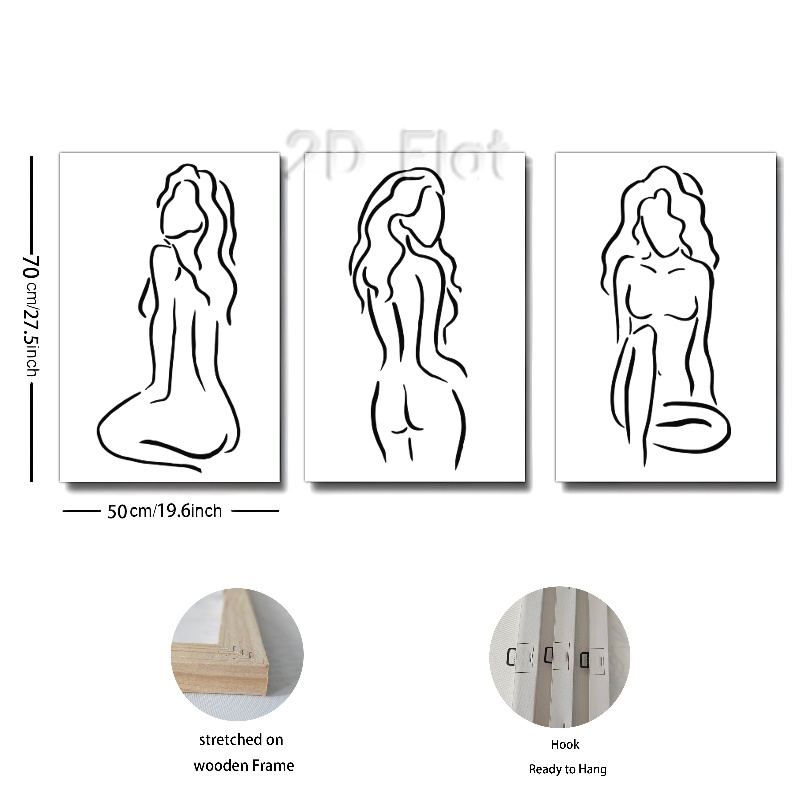 2D Flat
70 cm/27.5inch
50cm/19.6inch
stretched on
wooden Frame
Hook
Ready to Hang